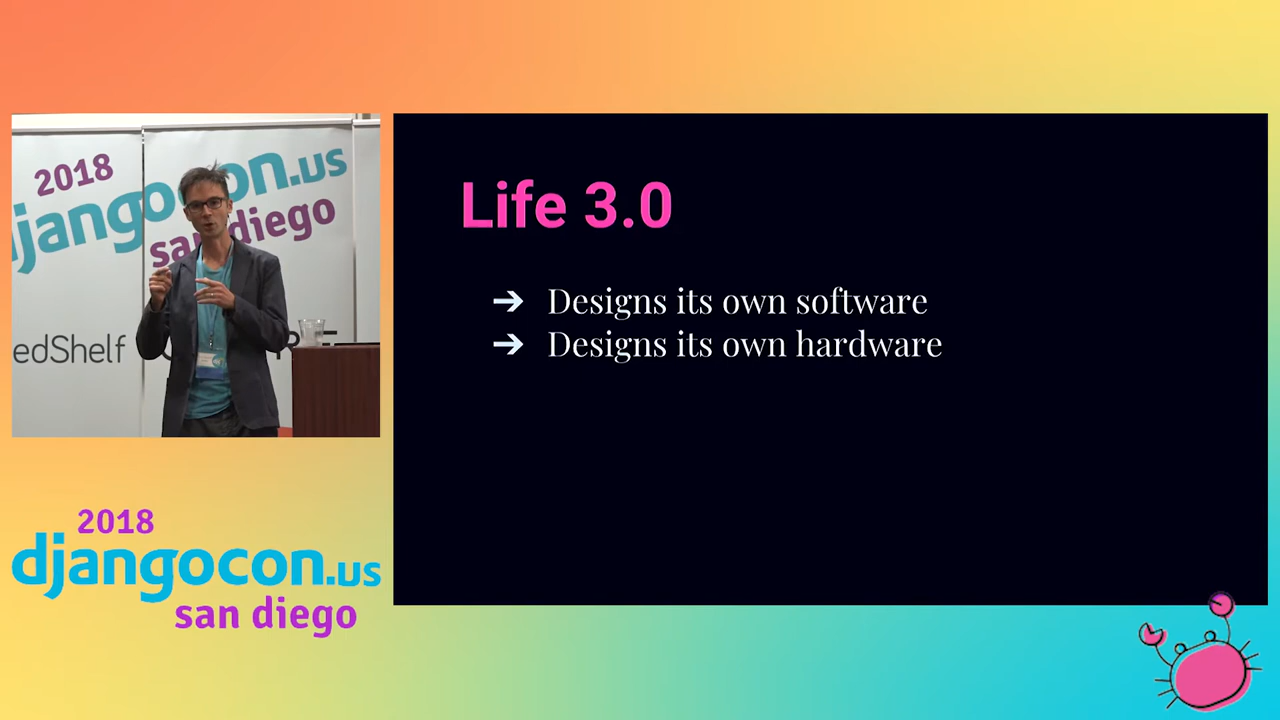 2018
djangocon.us
san diego
edShelf
Life 3.0
➔ Designs its own software
➔ Designs its own hardware
2018
djangocon.us
san diego